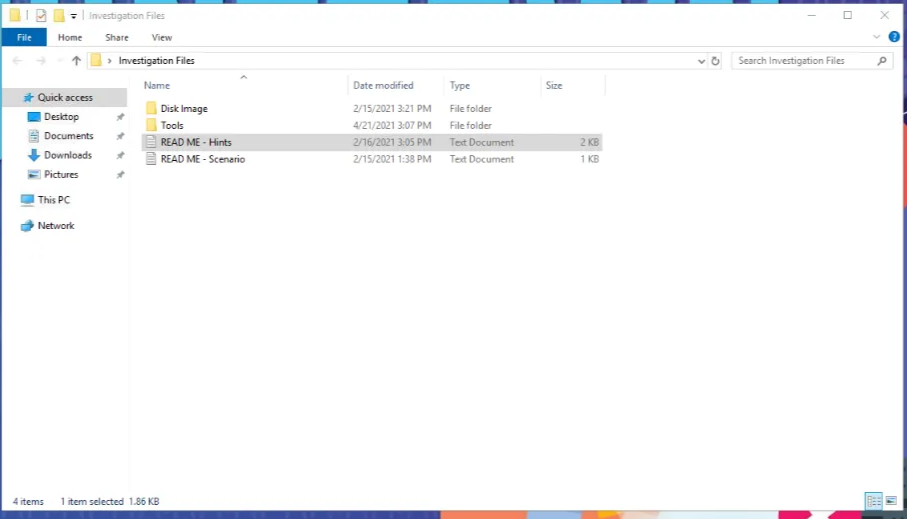 Investigation Files
File Home Share View
Investigation Files
Search Investigation Files
Name Date modified Type Size
Quick access
Desktop
Documents
Downloads
Pictures
This PC
Network
Disk Image 2/15/2021 3:21 PM File folder
Tools 4/21/2021 3:07 PM File folder
READ ME - Hints 2/16/2021 3:05 PM Text Document 2 KB
READ ME - Scenario 2/15/2021 1:38 PM Text Document 1 KB
4 items 1 item selected 1.86 KB